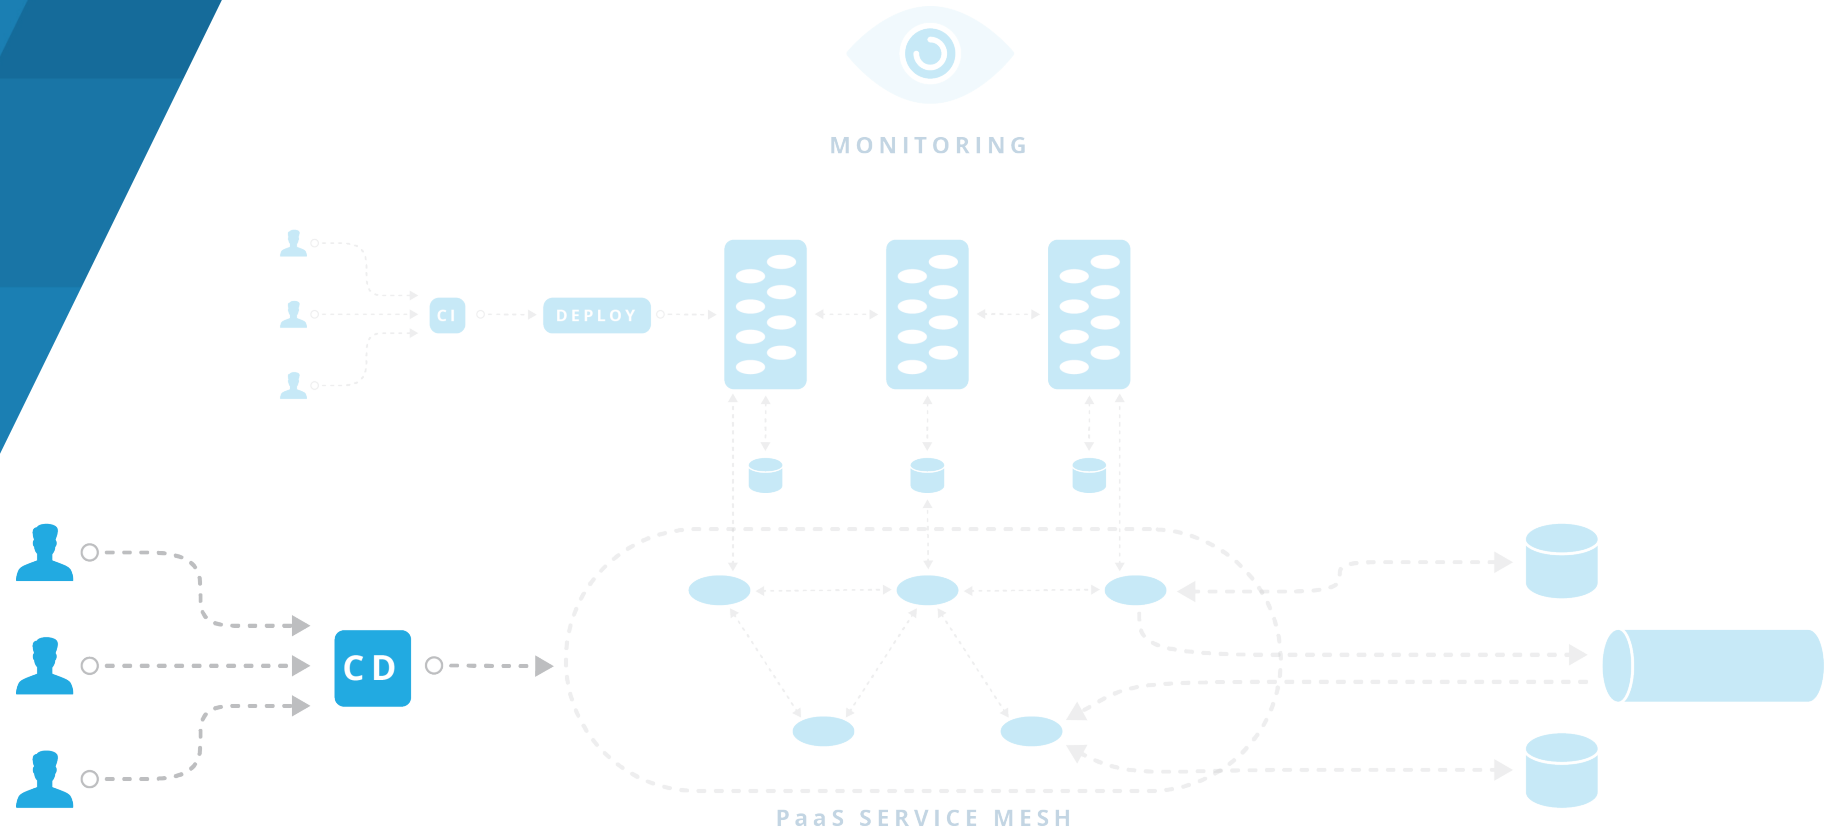 MONITORING
CI
DEPLOY
CD
PaaS SERVICE MESH